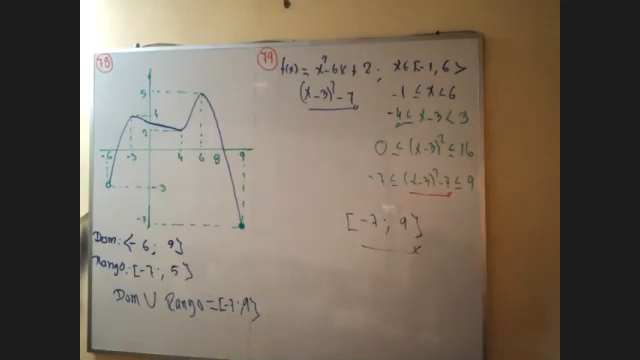 78
5
4
2
-6
-3
4
6
8
9
-3
-7
Dom: <-6; 9]
Rango: [-7; 5]
Dom ∪ Rango = [-7; 9]
79
f(x) = x²-6x+2; x∈[-1, 6>
(x-3)²-7
-1 ≤ x < 6
-4 ≤ x-3 < 3
0 ≤ (x-3)² ≤ 16
-7 ≤ (x-3)²-7 ≤ 9
[-7; 9]